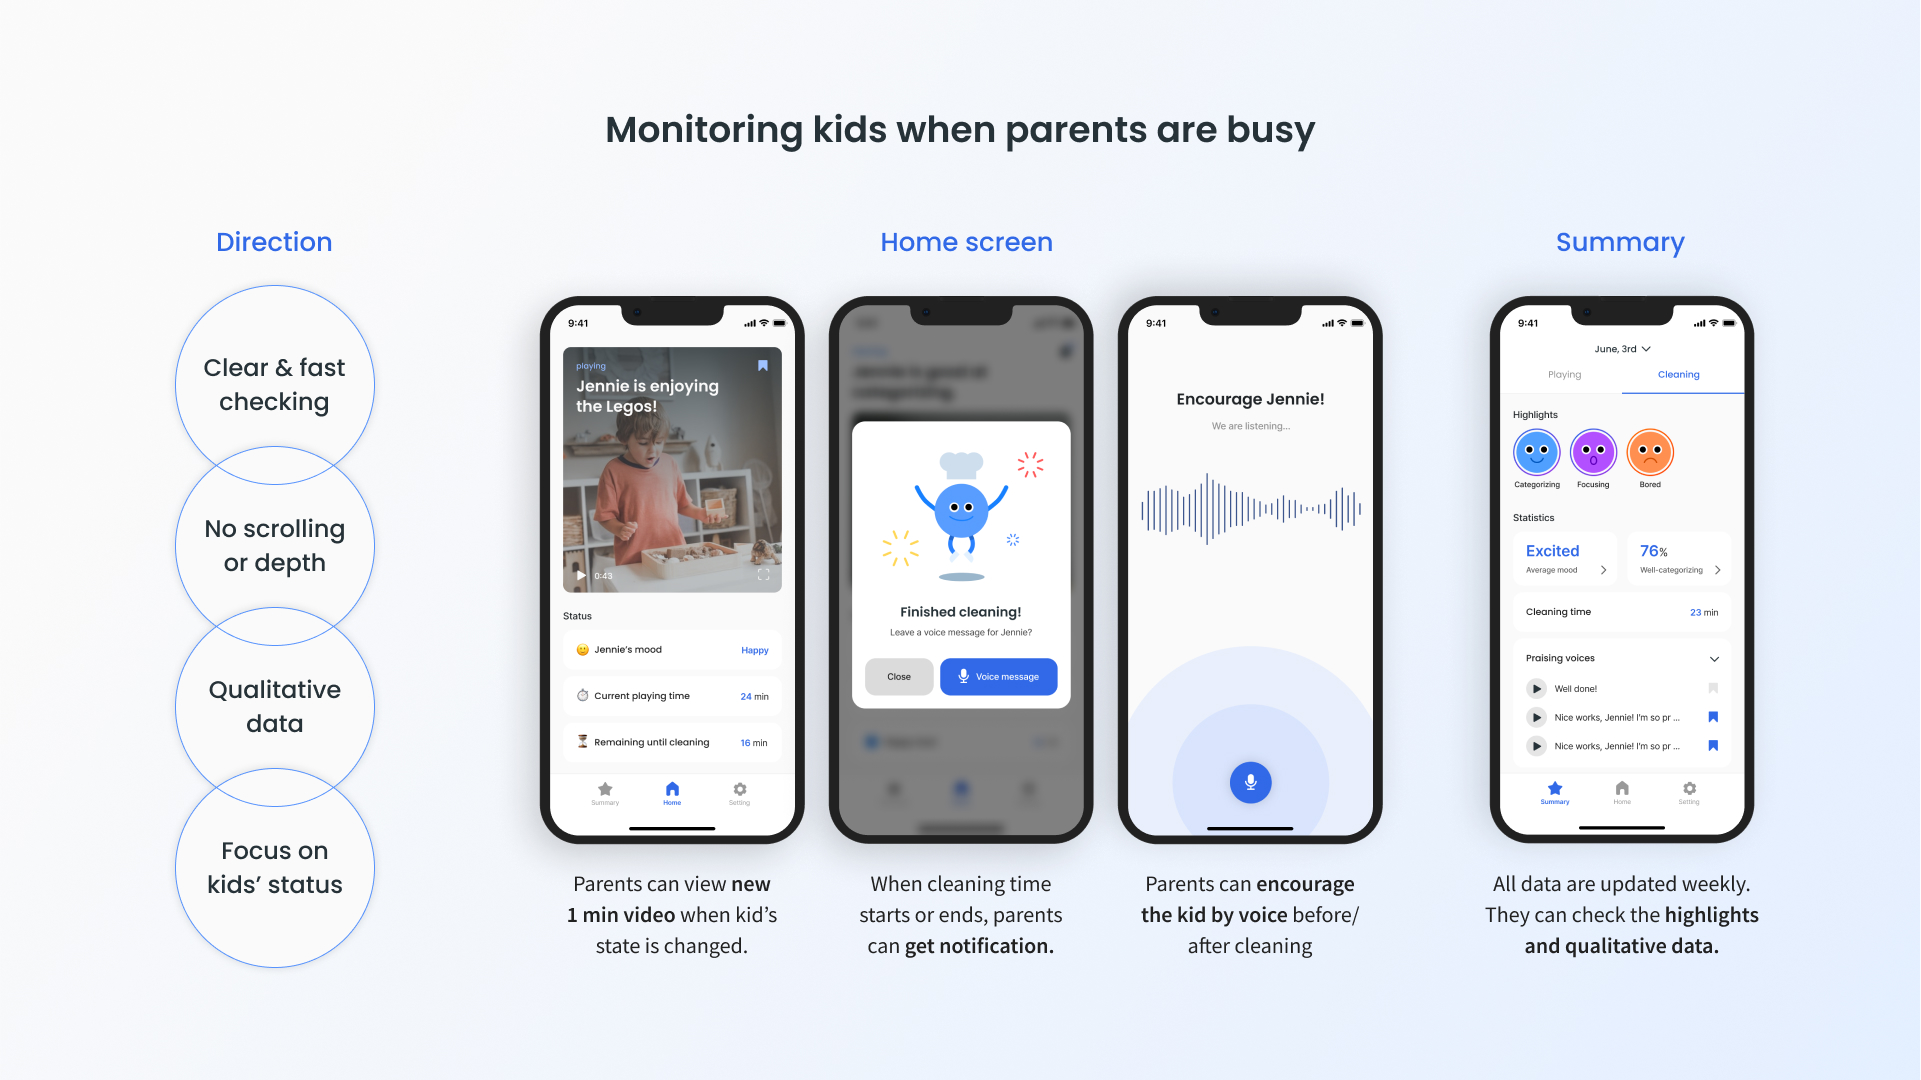 Monitoring kids when parents are busy
Direction
Clear & fast
checking
No scrolling
or depth
Qualitative
data
Focus on
kids’ status
Home screen
9:41
playing
Jennie is enjoying
the Legos!
0:43
Status
Jennie’s mood
Happy
Current playing time
24 min
Remaining until cleaning
16 min
Summary
Home
Setting
Parents can view new
1 min video when kid’s
state is changed.
Jennie is good at
categorizing.
Finished cleaning!
Leave a voice message for Jennie?
Close
Voice message
When cleaning time
starts or ends, parents
can get notification.
9:41
Encourage Jennie!
We are listening...
Parents can encourage
the kid by voice before/
after cleaning
Summary
9:41
June, 3rd
Playing
Cleaning
Highlights
Categorizing
Focusing
Bored
Statistics
Excited
Average mood
76%
Well-categorizing
Cleaning time
23 min
Praising voices
Well done!
Nice works, Jennie! I’m so pr ...
Nice works, Jennie! I’m so pr ...
Summary
Home
Setting
All data are updated weekly.
They can check the highlights
and qualitative data.